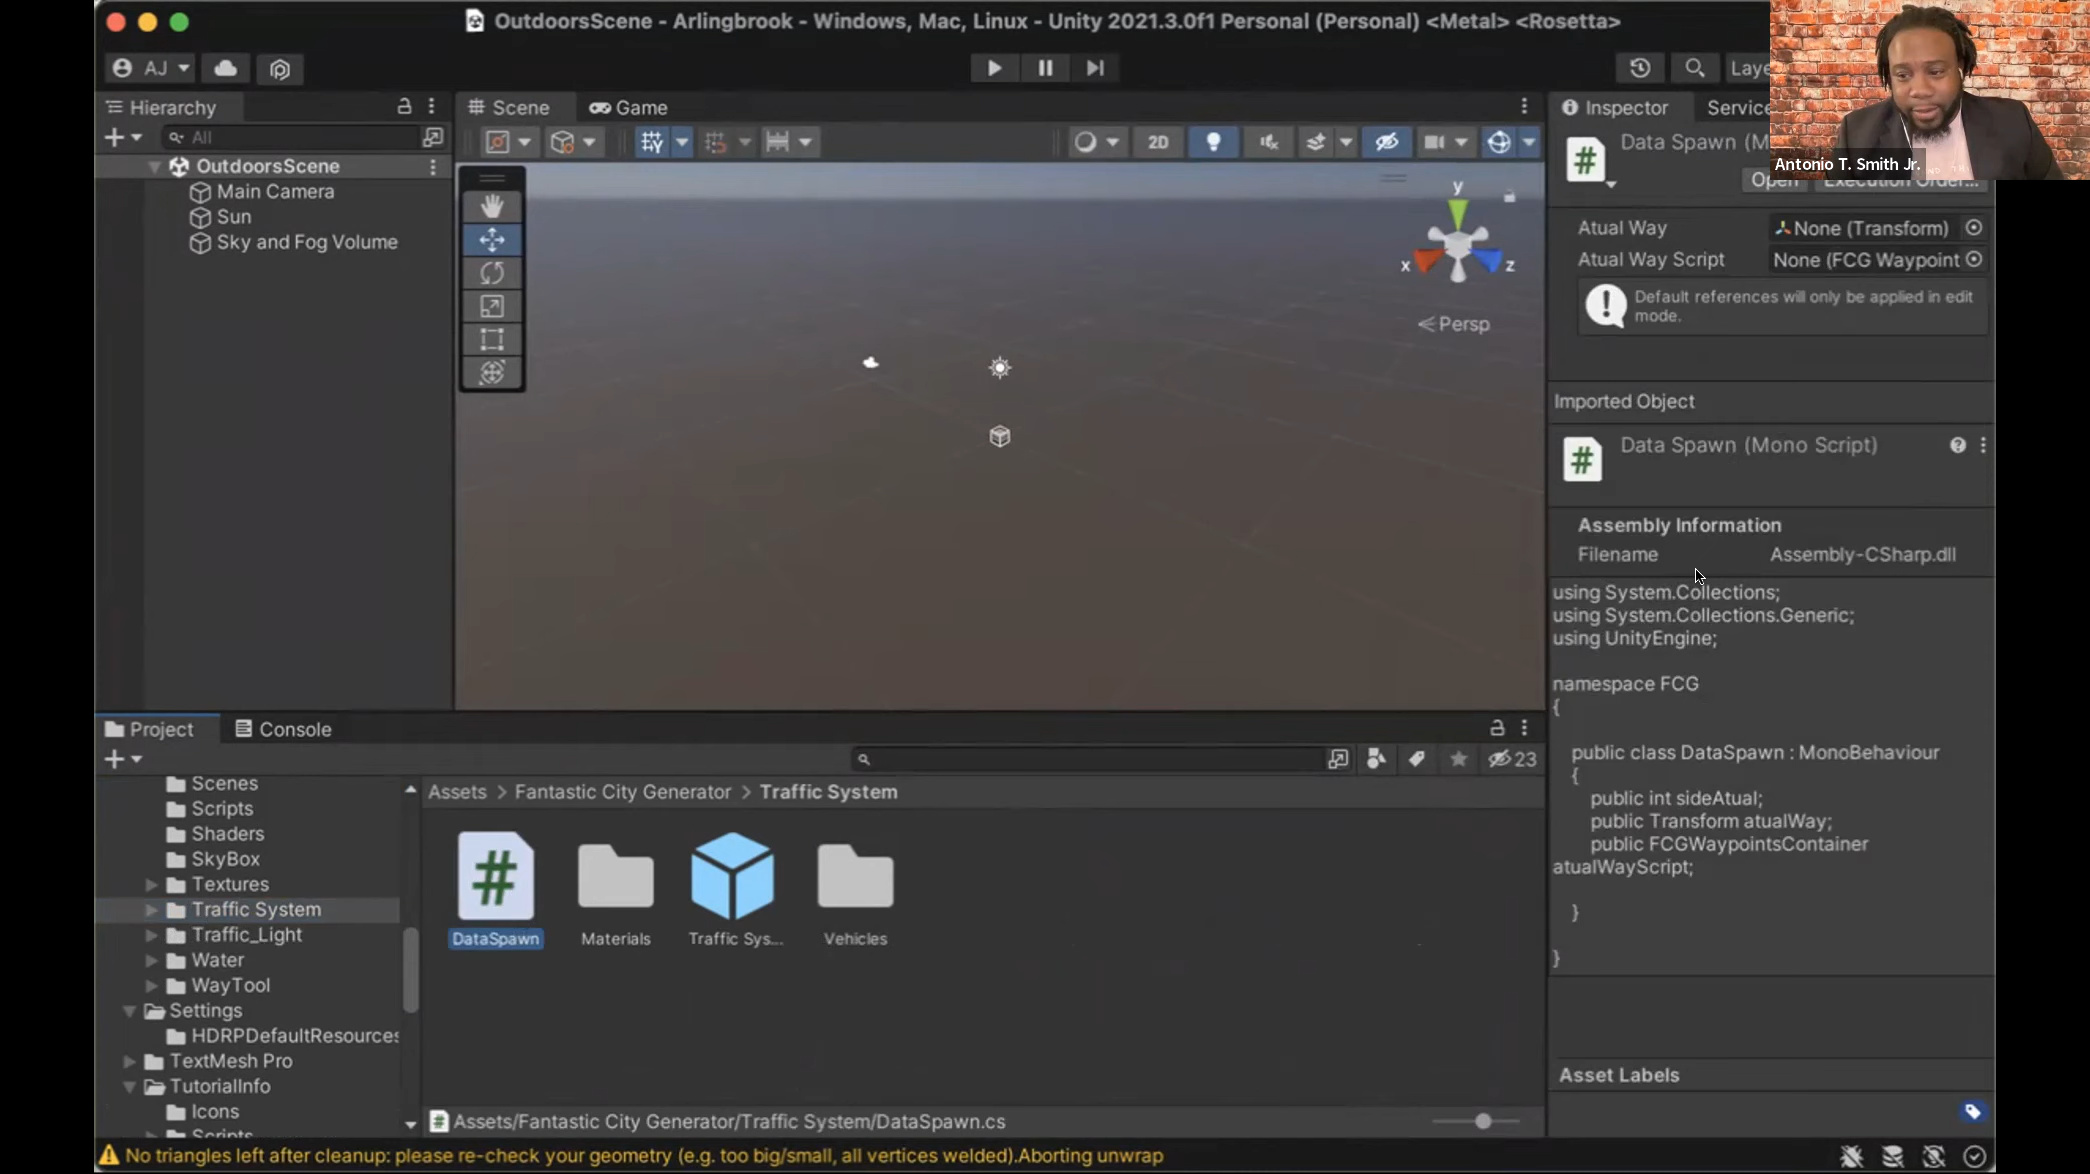 OutdoorsScene - Arlingbrook - Windows, Mac, Linux - Unity 2021.3.0f1 Personal (Personal) <Metal> <Rosetta>
AJ
Laye
Hierarchy
All
OutdoorsScene
Main Camera
Sun
Sky and Fog Volume
Scene
Game
2D
y
x
z
Persp
Inspector
Service
Data Spawn (M
Open
Execution Order...
Antonio T. Smith Jr.
Atual Way
None (Transform)
Atual Way Script
None (FCG Waypoint
Default references will only be applied in edit
mode.
Imported Object
Data Spawn (Mono Script)
Assembly Information
Filename
Assembly-CSharp.dll
using System.Collections;
using System.Collections.Generic;
using UnityEngine;
namespace FCG
{
public class DataSpawn : MonoBehaviour
{
public int sideAtual;
public Transform atualWay;
public FCGWaypointsContainer
atualWayScript;
}
}
Asset Labels
Project
Console
23
Scenes
Scripts
Shaders
SkyBox
Textures
Traffic System
Traffic_Light
Water
WayTool
Settings
HDRPDefaultResources
TextMesh Pro
TutorialInfo
Icons
Scripts
Assets > Fantastic City Generator > Traffic System
DataSpawn
Materials
Traffic Sys...
Vehicles
Assets/Fantastic City Generator/Traffic System/DataSpawn.cs
No triangles left after cleanup: please re-check your geometry (e.g. too big/small, all vertices welded).Aborting unwrap